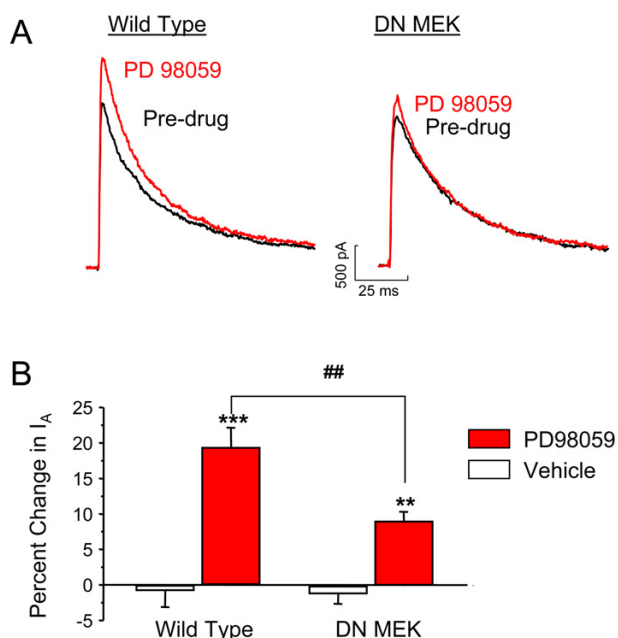 A
Wild Type
DN MEK
PD 98059
Pre-drug
PD 98059
Pre-drug
500 pA
25 ms
B
##
Percent Change in I_A
25
20
15
10
5
0
-5
***
**
PD98059
Vehicle
Wild Type
DN MEK